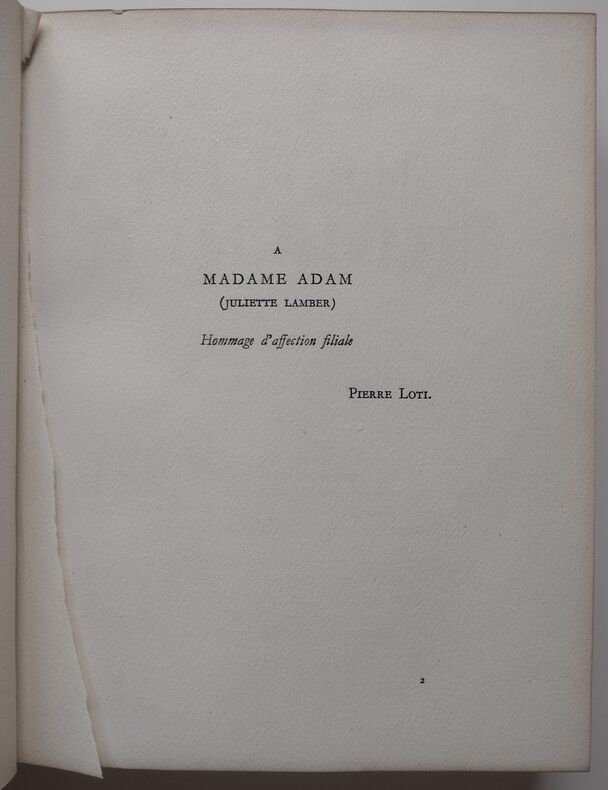 A
MADAME ADAM
(JULIETTE LAMBER)
Hommage d'affection filiale
PIERRE LOTI.
2